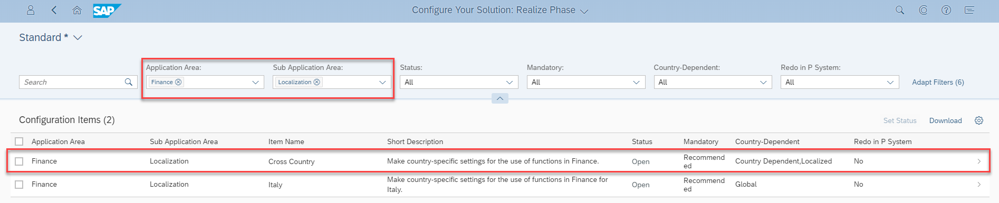 SAP Configure Your Solution: Realize Phase
Standard *
Application Area: Sub Application Area: Status: Mandatory: Country-Dependent: Redo in P System:
Search Finance Localization All All All All Adapt Filters (6)
Configuration Items (2) Set Status Download
Application Area Sub Application Area Item Name Short Description Status Mandatory Country-Dependent Redo in P System
Finance Localization Cross Country Make country-specific settings for the use of functions in Finance. Open Recommend
ed Country Dependent,Localized No
Finance Localization Italy Make country-specific settings for the use of functions in Finance for
Italy. Open Recommend
ed Global No